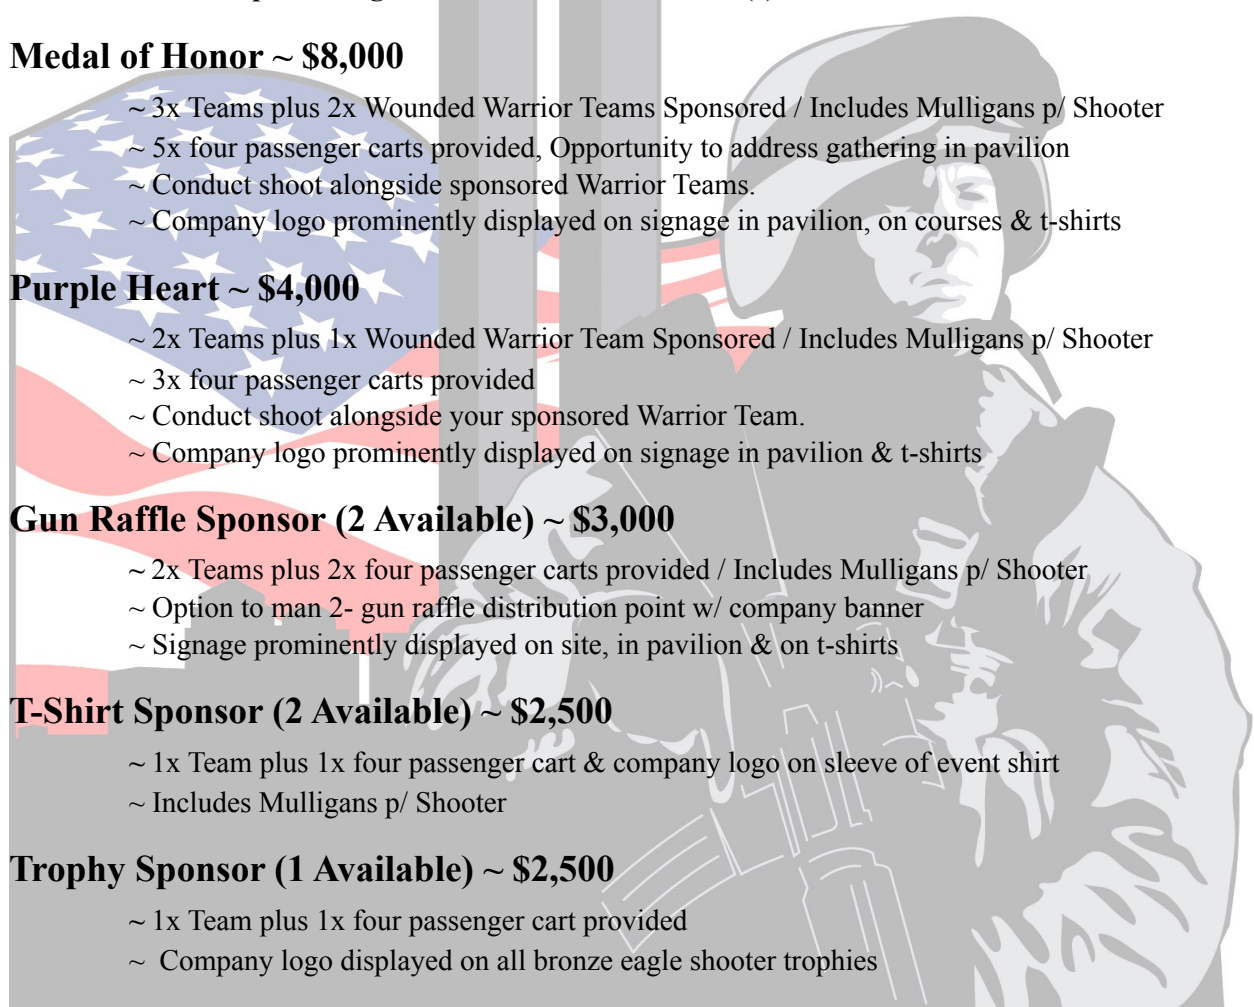 Medal of Honor ~ $8,000
~ 3x Teams plus 2x Wounded Warrior Teams Sponsored / Includes Mulligans p/ Shooter
~ 5x four passenger carts provided, Opportunity to address gathering in pavilion
~ Conduct shoot alongside sponsored Warrior Teams.
~ Company logo prominently displayed on signage in pavilion, on courses & t-shirts
Purple Heart ~ $4,000
~ 2x Teams plus 1x Wounded Warrior Team Sponsored / Includes Mulligans p/ Shooter
~ 3x four passenger carts provided
~ Conduct shoot alongside your sponsored Warrior Team.
~ Company logo prominently displayed on signage in pavilion & t-shirts
Gun Raffle Sponsor (2 Available) ~ $3,000
~ 2x Teams plus 2x four passenger carts provided / Includes Mulligans p/ Shooter
~ Option to man 2- gun raffle distribution point w/ company banner
~ Signage prominently displayed on site, in pavilion & on t-shirts
T-Shirt Sponsor (2 Available) ~ $2,500
~ 1x Team plus 1x four passenger cart & company logo on sleeve of event shirt
~ Includes Mulligans p/ Shooter
Trophy Sponsor (1 Available) ~ $2,500
~ 1x Team plus 1x four passenger cart provided
~ Company logo displayed on all bronze eagle shooter trophies